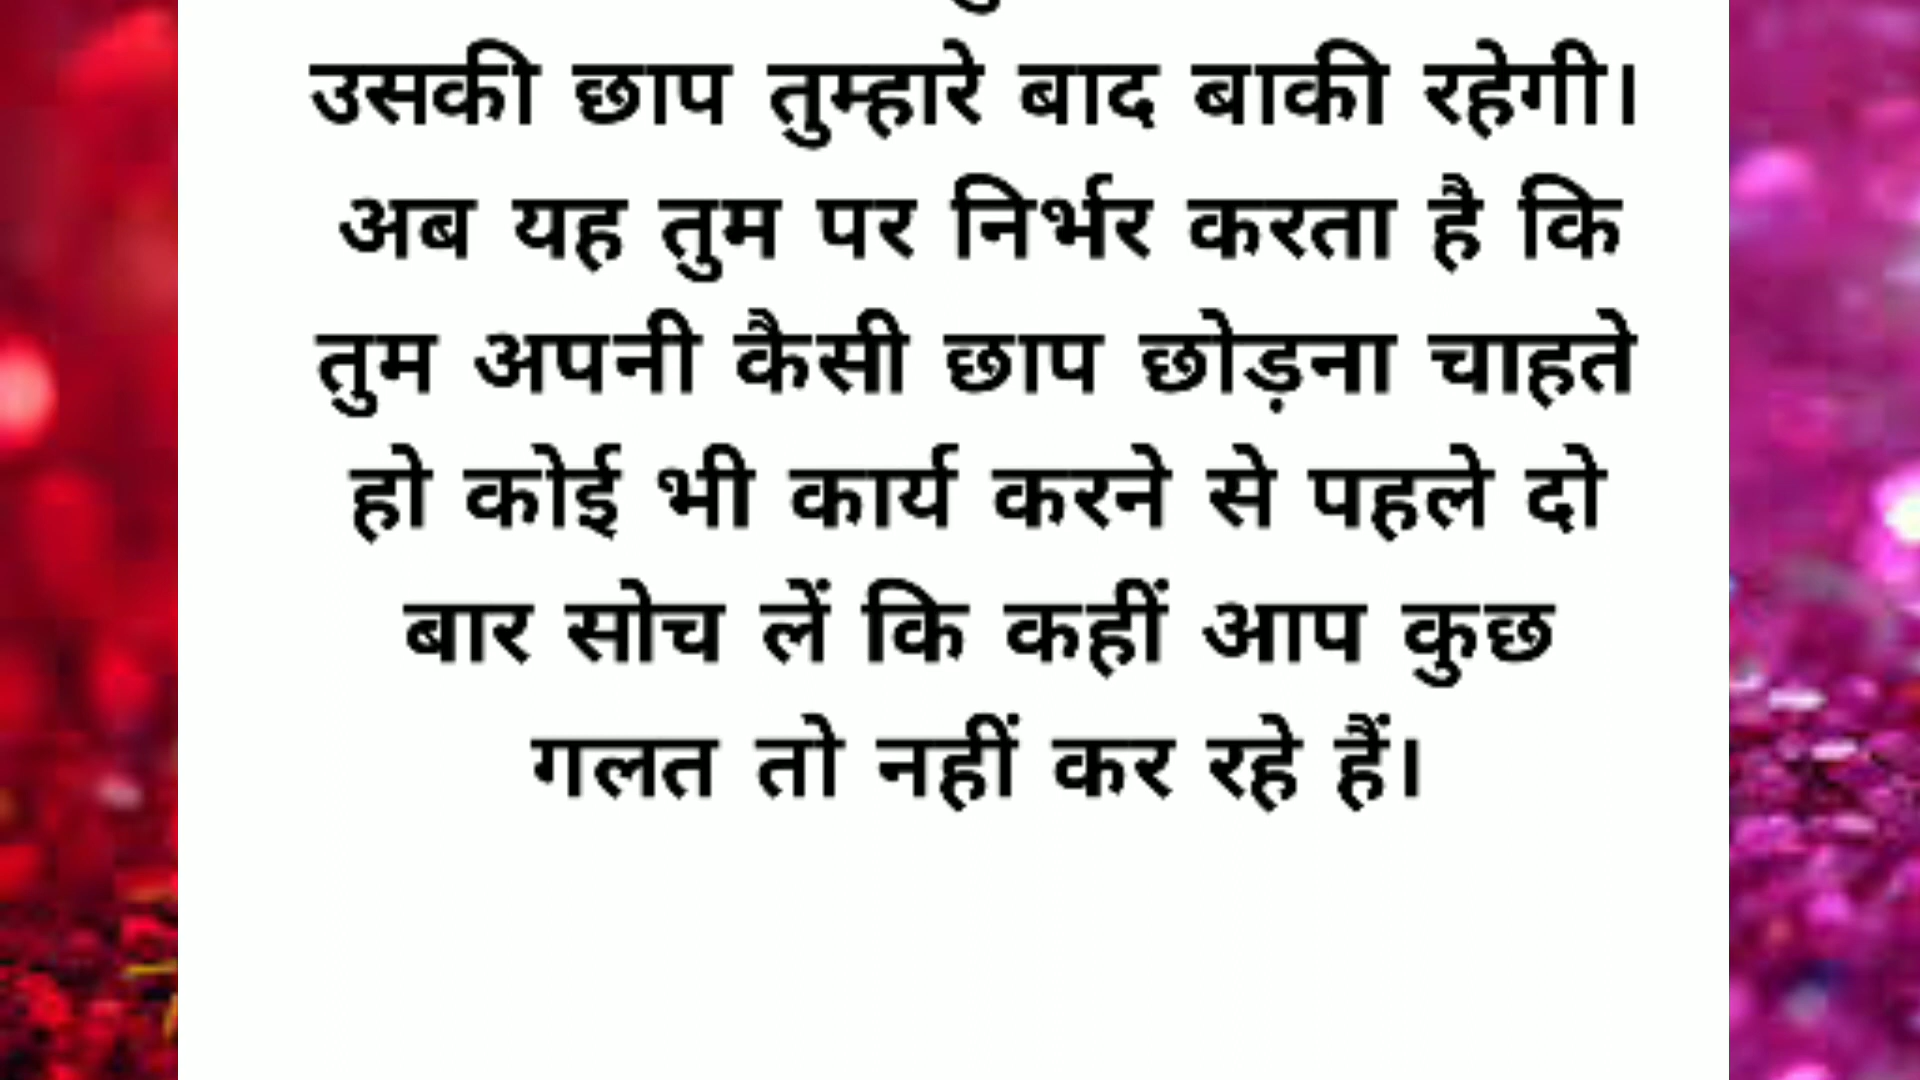 उसकी छाप तुम्हारे बाद बाकी रहेगी।
अब यह तुम पर निर्भर करता है कि
तुम अपनी कैसी छाप छोड़ना चाहते
हो कोई भी कार्य करने से पहले दो
बार सोच लें कि कहीं आप कुछ
गलत तो नहीं कर रहे हैं।